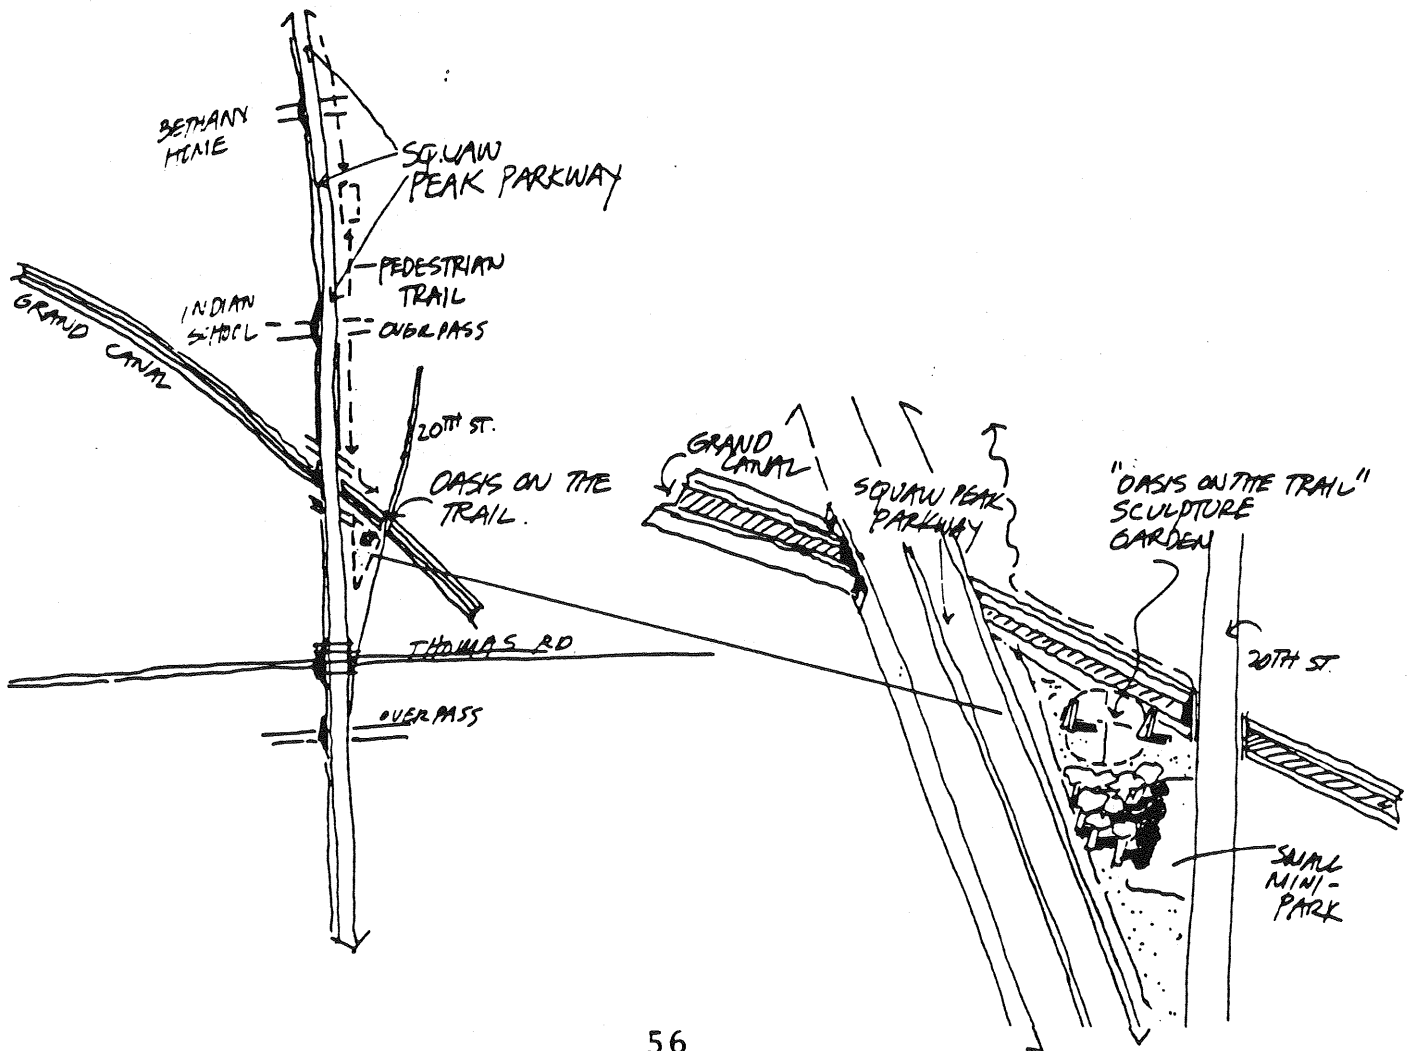 BETHANY
HOME
SQUAW
PEAK PARKWAY
PEDESTRIAN
TRAIL
INDIAN
SCHOOL
OVERPASS
GRAND CANAL
20TH ST.
OASIS ON THE
TRAIL.
THOMAS RD
OVERPASS
GRAND
CANAL
SQUAW PEAK
PARKWAY
"OASIS ON THE TRAIL"
SCULPTURE
GARDEN
20TH ST.
SMALL
MINI-
PARK
56